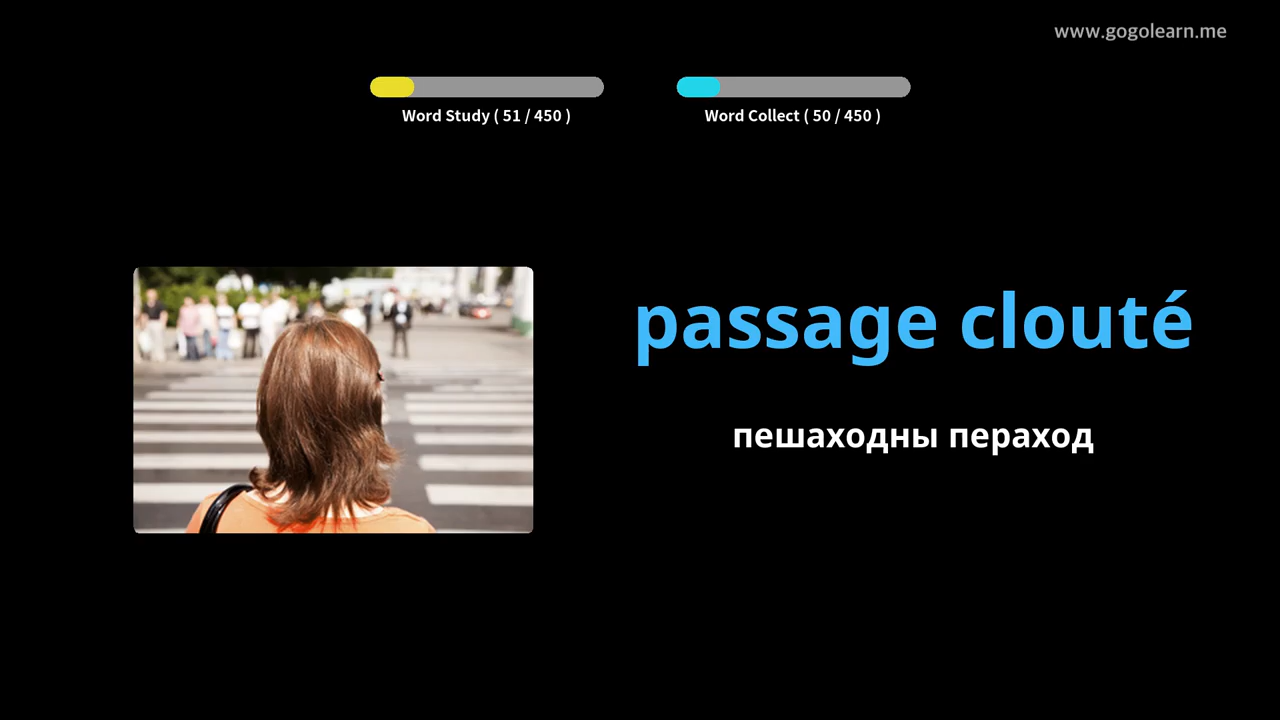 www.gogolearn.me
Word Study ( 51 / 450 )
Word Collect ( 50 / 450 )
passage clouté
пешаходны пераход